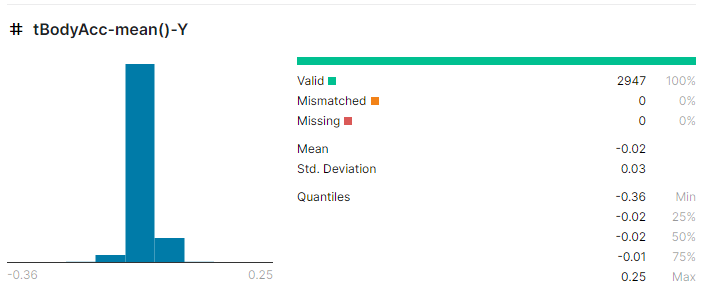 # tBodyAcc-mean()-Y
Valid 2947 100%
Mismatched 0 0%
Missing 0 0%
Mean -0.02
Std. Deviation 0.03
Quantiles -0.36 Min
-0.02 25%
-0.02 50%
-0.01 75%
0.25 Max
-0.36 0.25